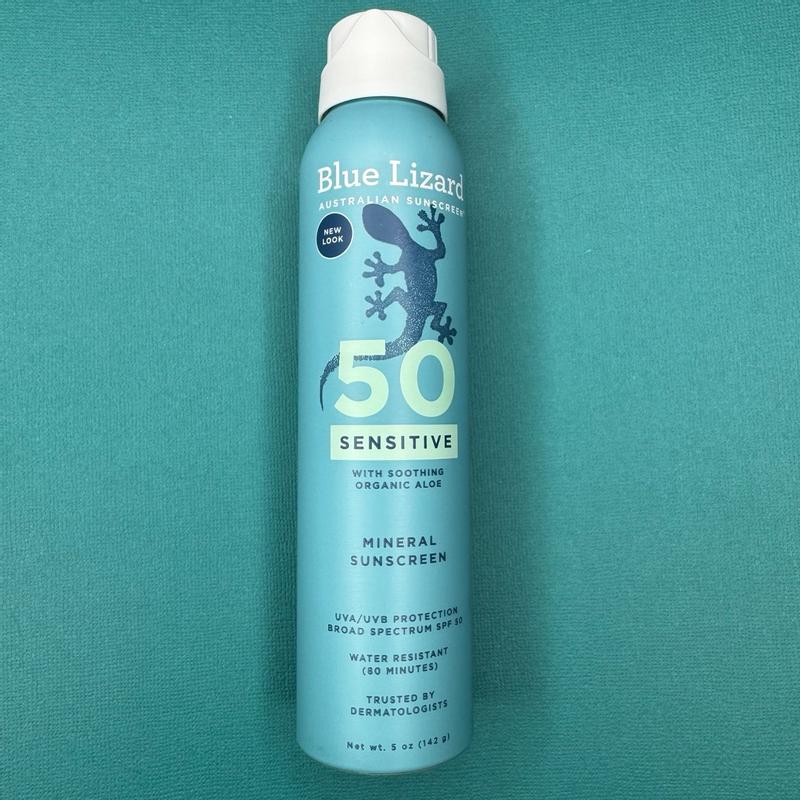 Blue Lizard
AUSTRALIAN SUNSCREEN
NEW
LOOK
50
SENSITIVE
WITH SOOTHING
ORGANIC ALOE
MINERAL
SUNSCREEN
UVA/UVB PROTECTION
BROAD SPECTRUM SPF 50
WATER RESISTANT
(80 MINUTES)
TRUSTED BY
DERMATOLOGISTS
Net wt. 5 oz (142 g)